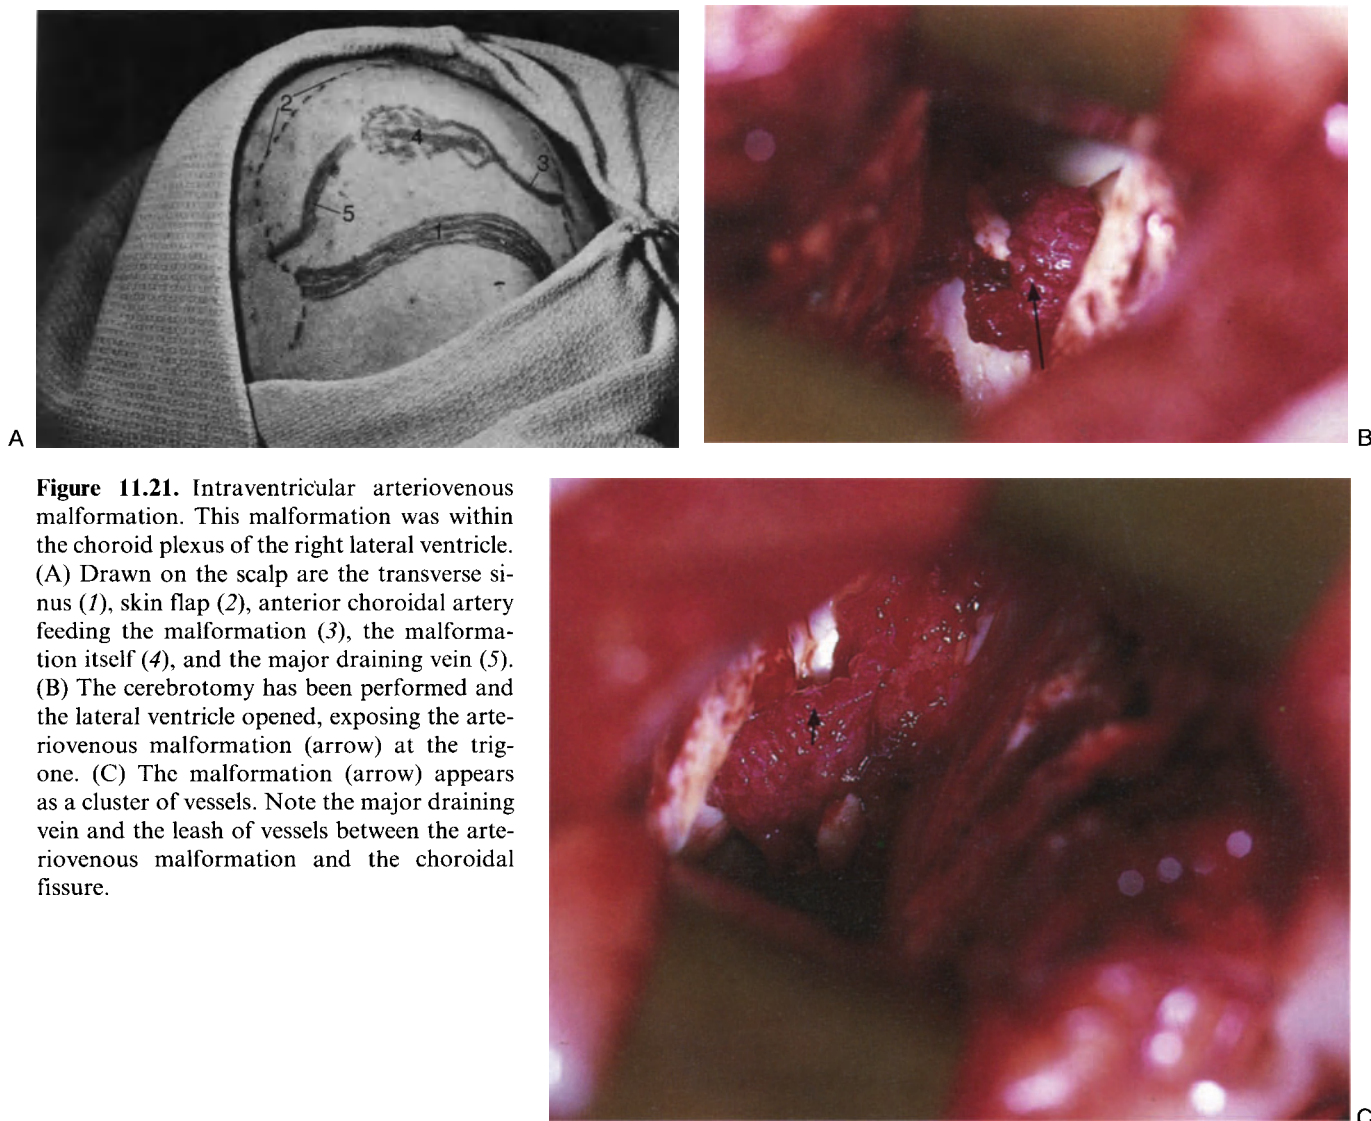 2
4
3
5
1
A
B
Figure 11.21. Intraventricular arteriovenous
malformation. This malformation was within
the choroid plexus of the right lateral ventricle.
(A) Drawn on the scalp are the transverse si-
nus (1), skin flap (2), anterior choroidal artery
feeding the malformation (3), the malforma-
tion itself (4), and the major draining vein (5).
(B) The cerebrotomy has been performed and
the lateral ventricle opened, exposing the arte-
riovenous malformation (arrow) at the trig-
one. (C) The malformation (arrow) appears
as a cluster of vessels. Note the major draining
vein and the leash of vessels between the arte-
riovenous malformation and the choroidal
fissure.
C